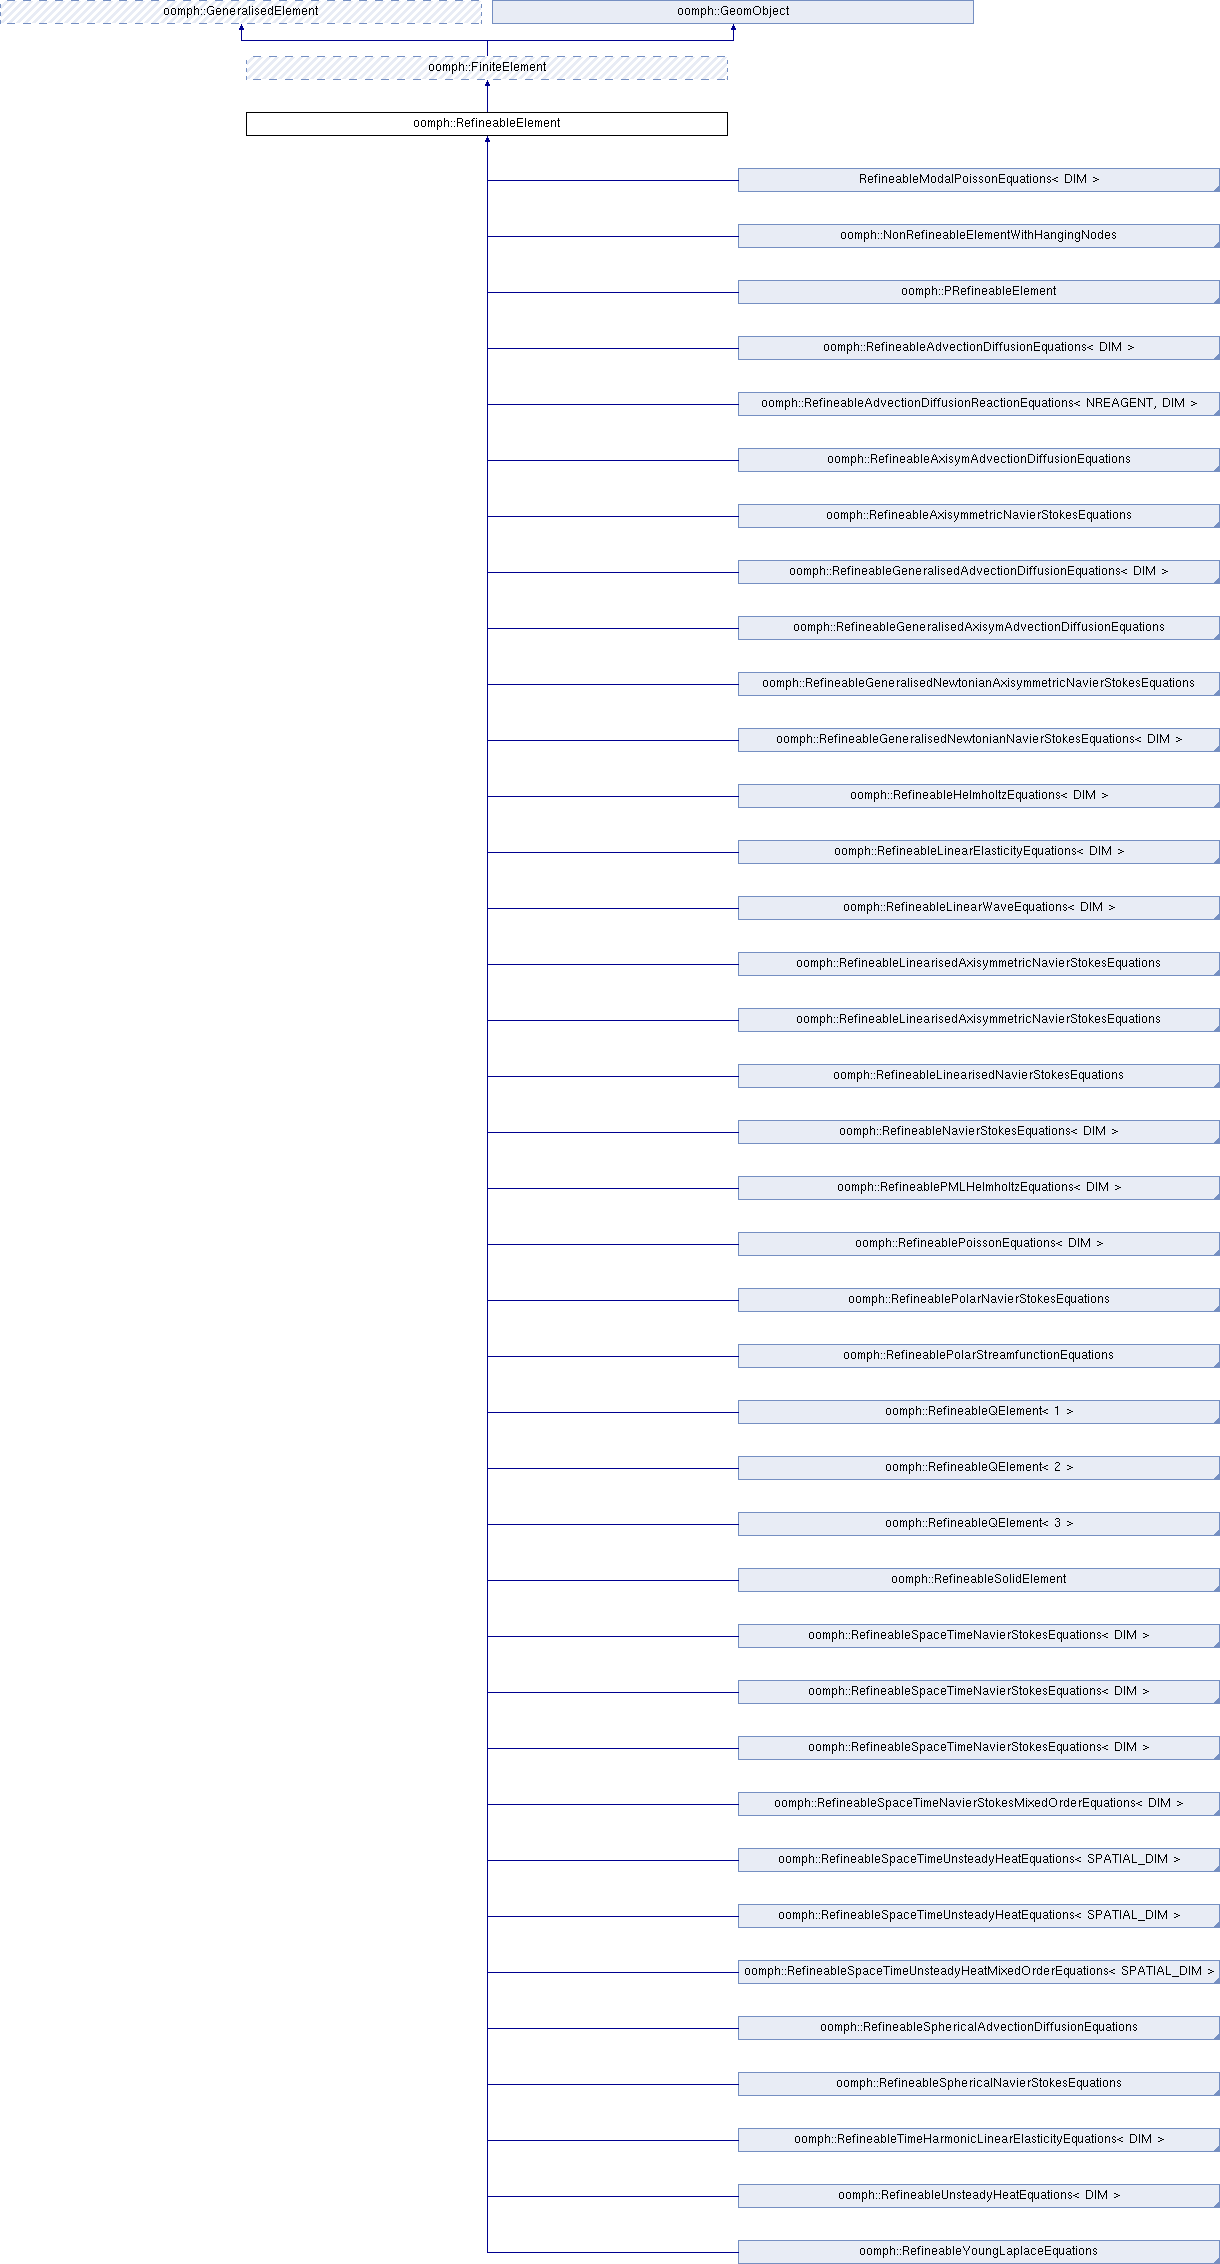 oomph::GeneralisedElement
oomph::GeomObject
oomph::FiniteElement
oomph::RefineableElement
RefineableModalPoissonEquations< DIM >
oomph::NonRefineableElementWithHangingNodes
oomph::PRefineableElement
oomph::RefineableAdvectionDiffusionEquations< DIM >
oomph::RefineableAdvectionDiffusionReactionEquations< NREAGENT, DIM >
oomph::RefineableAxisymAdvectionDiffusionEquations
oomph::RefineableAxisymmetricNavierStokesEquations
oomph::RefineableGeneralisedAdvectionDiffusionEquations< DIM >
oomph::RefineableGeneralisedAxisymAdvectionDiffusionEquations
oomph::RefineableGeneralisedNewtonianAxisymmetricNavierStokesEquations
oomph::RefineableGeneralisedNewtonianNavierStokesEquations< DIM >
oomph::RefineableHelmholtzEquations< DIM >
oomph::RefineableLinearElasticityEquations< DIM >
oomph::RefineableLinearWaveEquations< DIM >
oomph::RefineableLinearisedAxisymmetricNavierStokesEquations
oomph::RefineableLinearisedAxisymmetricNavierStokesEquations
oomph::RefineableLinearisedNavierStokesEquations
oomph::RefineableNavierStokesEquations< DIM >
oomph::RefineablePMLHelmholtzEquations< DIM >
oomph::RefineablePoissonEquations< DIM >
oomph::RefineablePolarNavierStokesEquations
oomph::RefineablePolarStreamfunctionEquations
oomph::RefineableQElement< 1 >
oomph::RefineableQElement< 2 >
oomph::RefineableQElement< 3 >
oomph::RefineableSolidElement
oomph::RefineableSpaceTimeNavierStokesEquations< DIM >
oomph::RefineableSpaceTimeNavierStokesEquations< DIM >
oomph::RefineableSpaceTimeNavierStokesEquations< DIM >
oomph::RefineableSpaceTimeNavierStokesMixedOrderEquations< DIM >
oomph::RefineableSpaceTimeUnsteadyHeatEquations< SPATIAL_DIM >
oomph::RefineableSpaceTimeUnsteadyHeatEquations< SPATIAL_DIM >
oomph::RefineableSpaceTimeUnsteadyHeatMixedOrderEquations< SPATIAL_DIM >
oomph::RefineableSphericalAdvectionDiffusionEquations
oomph::RefineableSphericalNavierStokesEquations
oomph::RefineableTimeHarmonicLinearElasticityEquations< DIM >
oomph::RefineableUnsteadyHeatEquations< DIM >
oomph::RefineableYoungLaplaceEquations